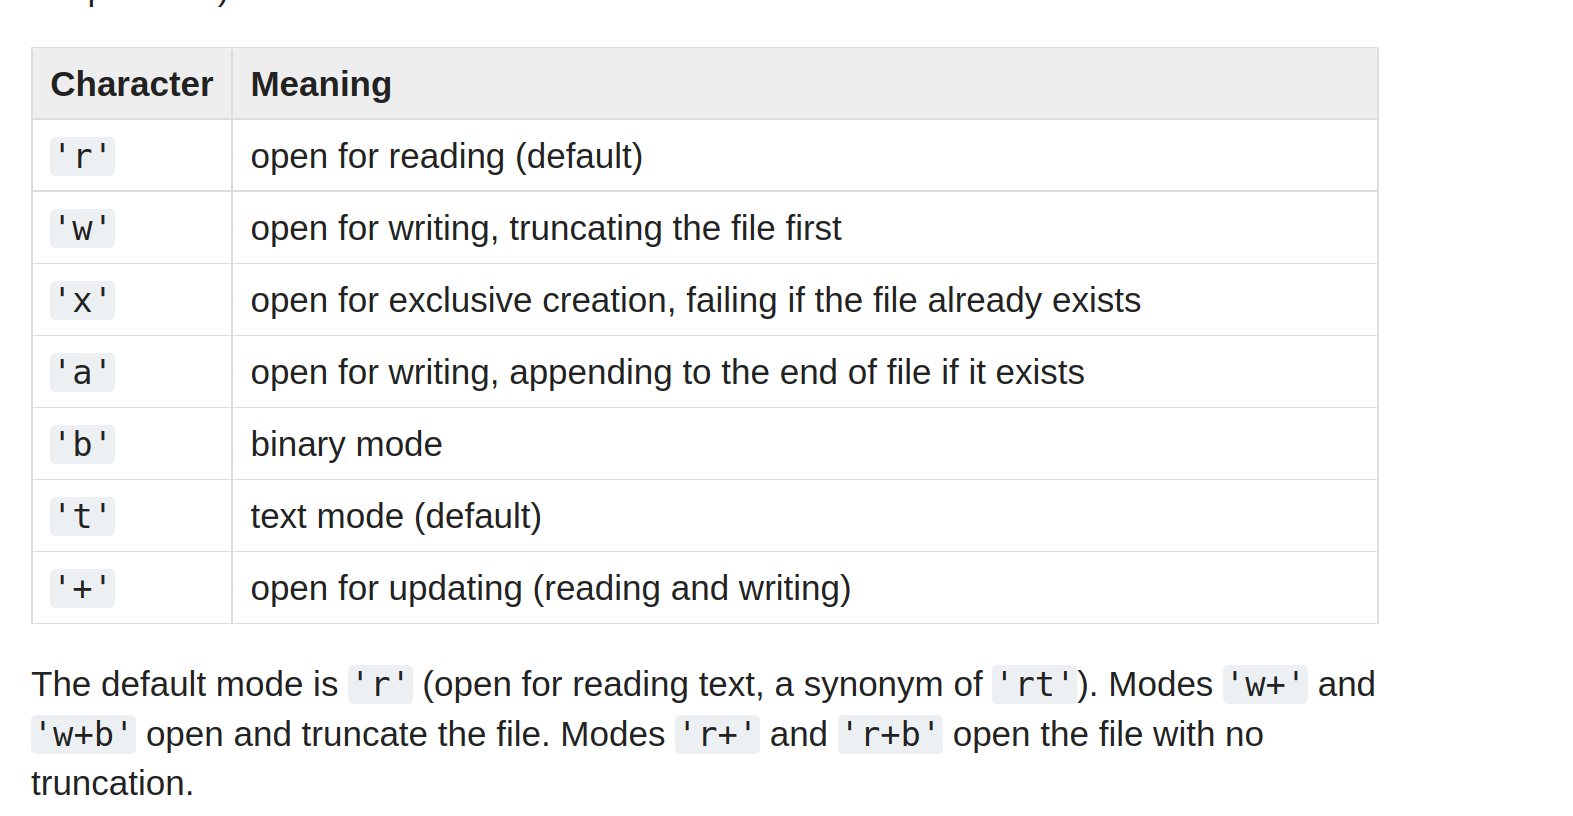 Character Meaning
'r' open for reading (default)
'w' open for writing, truncating the file first
'x' open for exclusive creation, failing if the file already exists
'a' open for writing, appending to the end of file if it exists
'b' binary mode
't' text mode (default)
'+' open for updating (reading and writing)
The default mode is 'r' (open for reading text, a synonym of 'rt'). Modes 'w+' and
'w+b' open and truncate the file. Modes 'r+' and 'r+b' open the file with no
truncation.